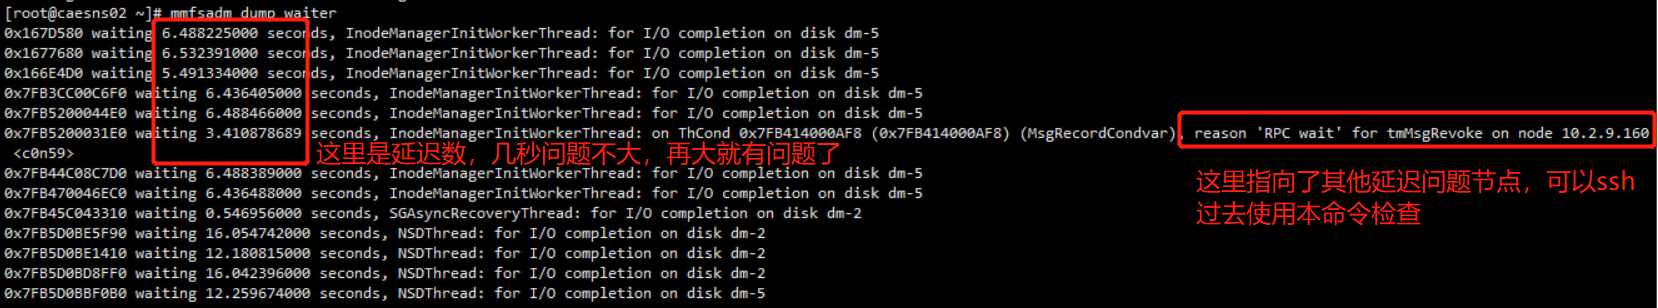 [root@caesns02 ~]# mmfsadm dump waiter
0x167D580 waiting 6.488225000 seconds, InodeManagerInitWorkerThread: for I/O completion on disk dm-5
0x1677680 waiting 6.532391000 seconds, InodeManagerInitWorkerThread: for I/O completion on disk dm-5
0x166E4D0 waiting 5.491334000 seconds, InodeManagerInitWorkerThread: for I/O completion on disk dm-5
0x7FB3CC00C6F0 waiting 6.436405000 seconds, InodeManagerInitWorkerThread: for I/O completion on disk dm-5
0x7FB5200044E0 waiting 6.488466000 seconds, InodeManagerInitWorkerThread: for I/O completion on disk dm-5
0x7FB5200031E0 waiting 3.410878689 seconds, InodeManagerInitWorkerThread: on ThCond 0x7FB414000AF8 (0x7FB414000AF8) (MsgRecordCondvar), reason 'RPC wait' for tmMsgRevoke on node 10.2.9.160
<c0n59>
这里是延迟数，几秒问题不大，再大就有问题了
0x7FB44C08C7D0 waiting 6.488389000 seconds, InodeManagerInitWorkerThread: for I/O completion on disk dm-5
0x7FB470046EC0 waiting 6.436488000 seconds, InodeManagerInitWorkerThread: for I/O completion on disk dm-5
这里指向了其他延迟问题节点，可以ssh
过去使用本命令检查
0x7FB45C043310 waiting 0.546956000 seconds, SGAsyncRecoveryThread: for I/O completion on disk dm-2
0x7FB5D0BE5F90 waiting 16.054742000 seconds, NSDThread: for I/O completion on disk dm-2
0x7FB5D0BE1410 waiting 12.180815000 seconds, NSDThread: for I/O completion on disk dm-2
0x7FB5D0BD8FF0 waiting 16.042396000 seconds, NSDThread: for I/O completion on disk dm-2
0x7FB5D0BBF0B0 waiting 12.259674000 seconds, NSDThread: for I/O completion on disk dm-5